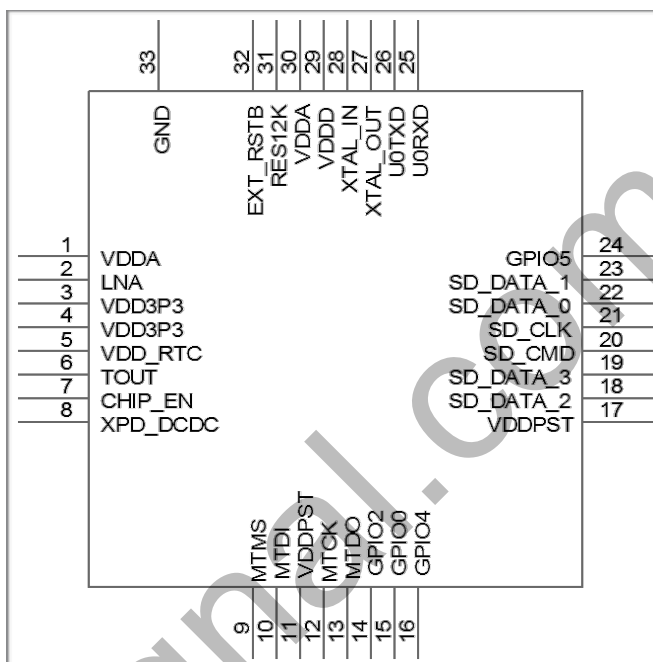 33
32
31
30
29
28
27
26
25
GND
EXT_RSTB
RES12K
VDDA
VDDD
XTAL_IN
XTAL_OUT
U0TXD
U0RXD
1 VDDA
2 LNA
3 VDD3P3
4 VDD3P3
5 VDD_RTC
6 TOUT
7 CHIP_EN
8 XPD_DCDC
GPIO5 24
SD_DATA_1 23
SD_DATA_0 22
SD_CLK 21
SD_CMD 20
SD_DATA_3 19
SD_DATA_2 18
VDDPST 17
MTMS
MTDI
VDDPST
MTCK
MTDO
GPIO2
GPIO0
GPIO4
9
10
11
12
13
14
15
16
gnal.com